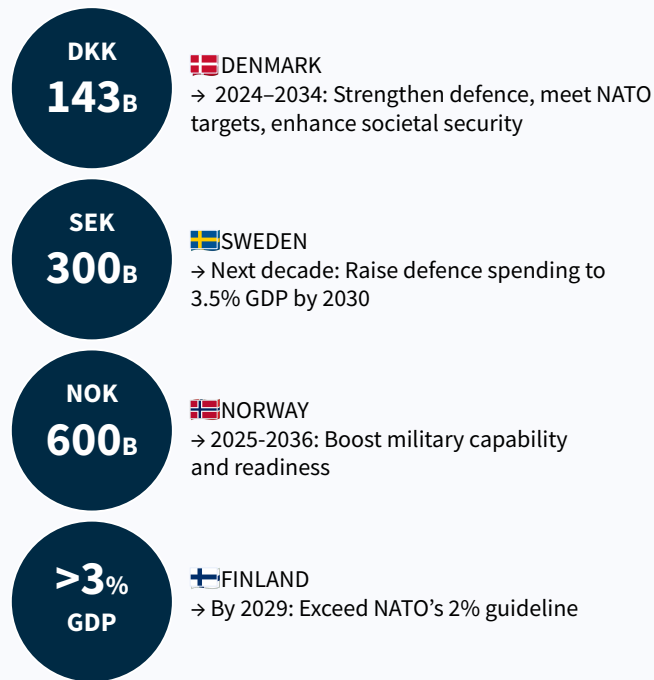 DKK
143B
DENMARK
→ 2024–2034: Strengthen defence, meet NATO
targets, enhance societal security
SEK
300B
SWEDEN
→ Next decade: Raise defence spending to
3.5% GDP by 2030
NOK
600B
NORWAY
→ 2025-2036: Boost military capability
and readiness
>3%
GDP
FINLAND
→ By 2029: Exceed NATO’s 2% guideline